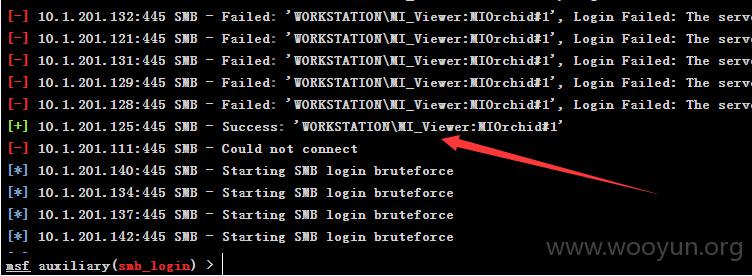 [-] 10.1.201.132:445 SMB - Failed: 'WORKSTATION\MI_Viewer:MIOrchid#1', Login Failed: The serve
[-] 10.1.201.121:445 SMB - Failed: 'WORKSTATION\MI_Viewer:MIOrchid#1', Login Failed: The serve
[-] 10.1.201.131:445 SMB - Failed: 'WORKSTATION\MI_Viewer:MIOrchid#1', Login Failed: The serve
[-] 10.1.201.129:445 SMB - Failed: 'WORKSTATION\MI_Viewer:MIOrchid#1', Login Failed: The serve
[-] 10.1.201.128:445 SMB - Failed: 'WORKSTATION\MI_Viewer:MIOrchid#1', Login Failed: The serve
[+] 10.1.201.125:445 SMB - Success: 'WORKSTATION\MI_Viewer:MIOrchid#1'
[-] 10.1.201.111:445 SMB - Could not connect
[*] 10.1.201.140:445 SMB - Starting SMB login bruteforce
[*] 10.1.201.134:445 SMB - Starting SMB login bruteforce
[*] 10.1.201.137:445 SMB - Starting SMB login bruteforce
[*] 10.1.201.142:445 SMB - Starting SMB login bruteforce
msf auxiliary(smb_login) >
www.wooyun.org